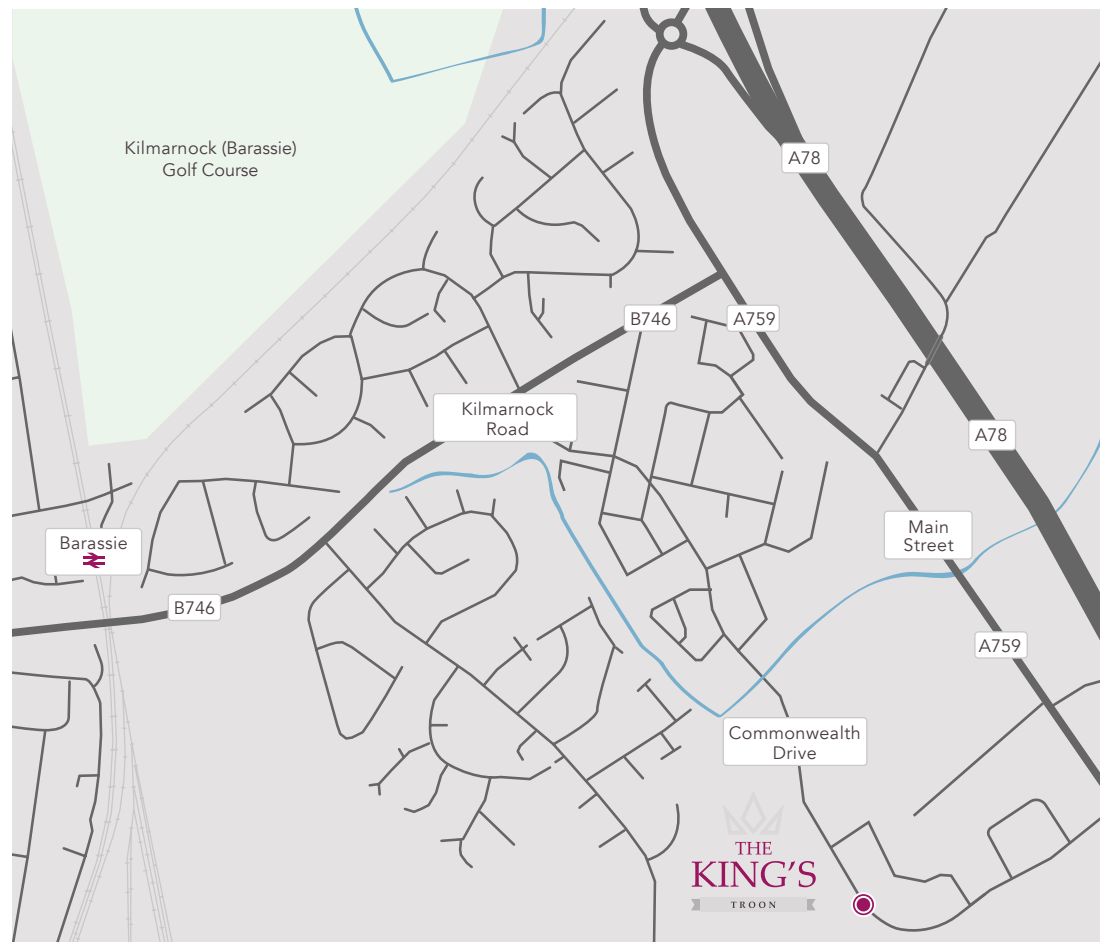 Kilmarnock (Barassie)
Golf Course
A78
B746
A759
Kilmarnock
Road
A78
Main
Street
Barassie
B746
A759
Commonwealth
Drive
THE
KING'S
TROON